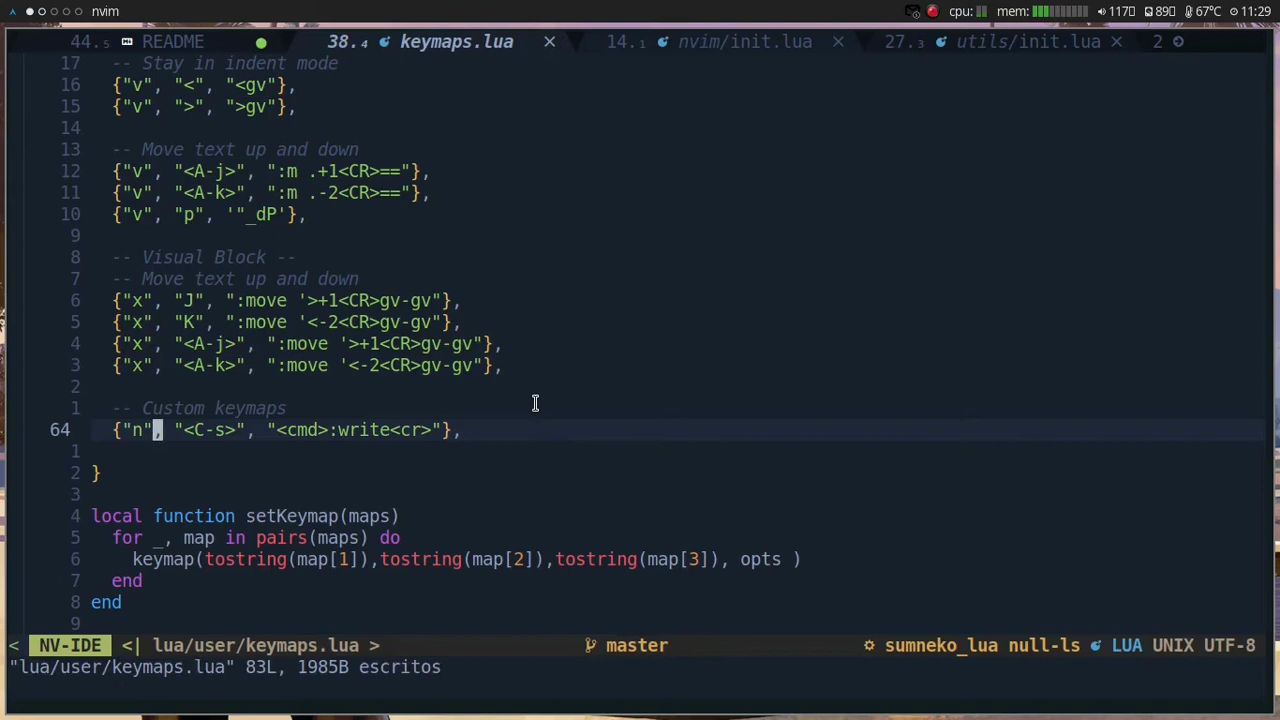 nvim cpu: mem: 117 89 67°C 11:29
44.5 README 38.4 keymaps.lua 14.1 nvim/init.lua 27.3 utils/init.lua 2
17 -- Stay in indent mode
16 {"v", "<", "<gv"},
15 {"v", ">", ">gv"},
14
13 -- Move text up and down
12 {"v", "<A-j>", ":m .+1<CR>=="},
11 {"v", "<A-k>", ":m .-2<CR>=="},
10 {"v", "p", '"_dP'},
9
8 -- Visual Block --
7 -- Move text up and down
6 {"x", "J", ":move '>+1<CR>gv-gv"},
5 {"x", "K", ":move '<-2<CR>gv-gv"},
4 {"x", "<A-j>", ":move '>+1<CR>gv-gv"},
3 {"x", "<A-k>", ":move '<-2<CR>gv-gv"},
2
1 -- Custom keymaps
64 {"n", "<C-s>", "<cmd>:write<cr>"},
1
2 }
3
4 local function setKeymap(maps)
5 for _, map in pairs(maps) do
6 keymap(tostring(map[1]),tostring(map[2]),tostring(map[3]), opts )
7 end
8 end
9
< NV-IDE <| lua/user/keymaps.lua > master sumneko_lua null-ls LUA UNIX UTF-8
"lua/user/keymaps.lua" 83L, 1985B escritos